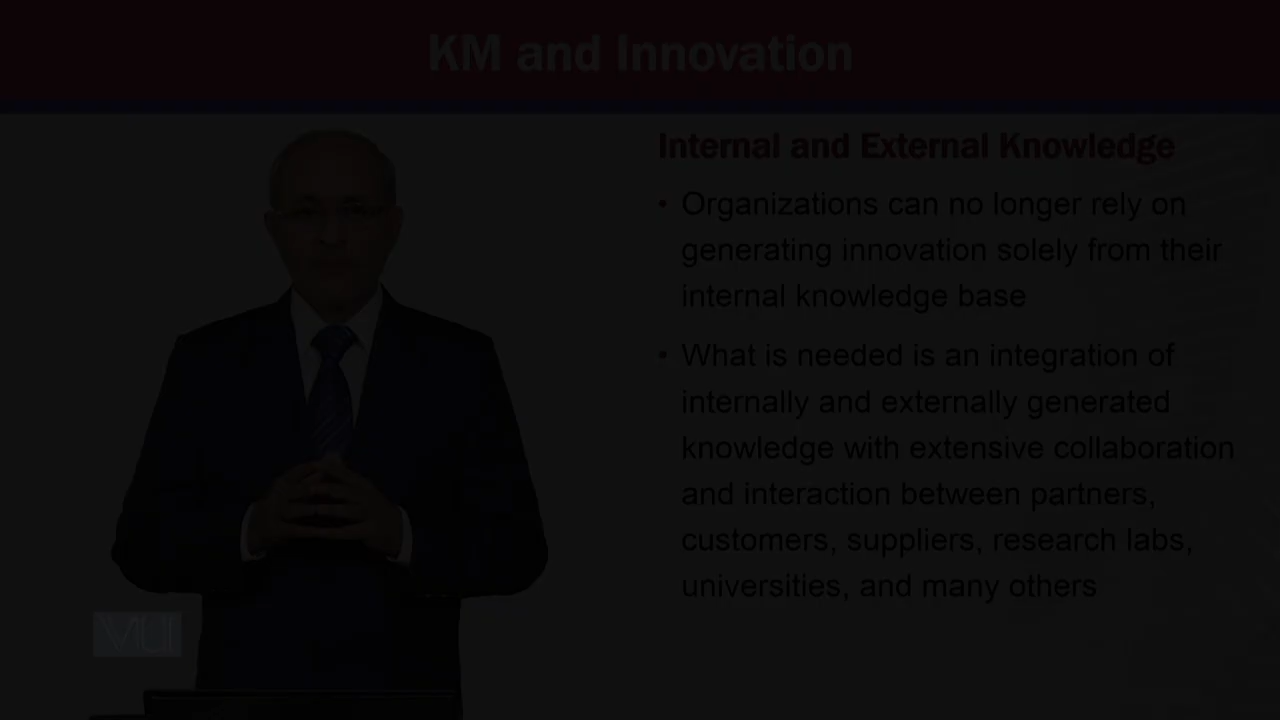 KM and Innovation
Internal and External Knowledge
• Organizations can no longer rely on
generating innovation solely from their
internal knowledge base
• What is needed is an integration of
internally and externally generated
knowledge with extensive collaboration
and interaction between partners,
customers, suppliers, research labs,
universities, and many others
VU